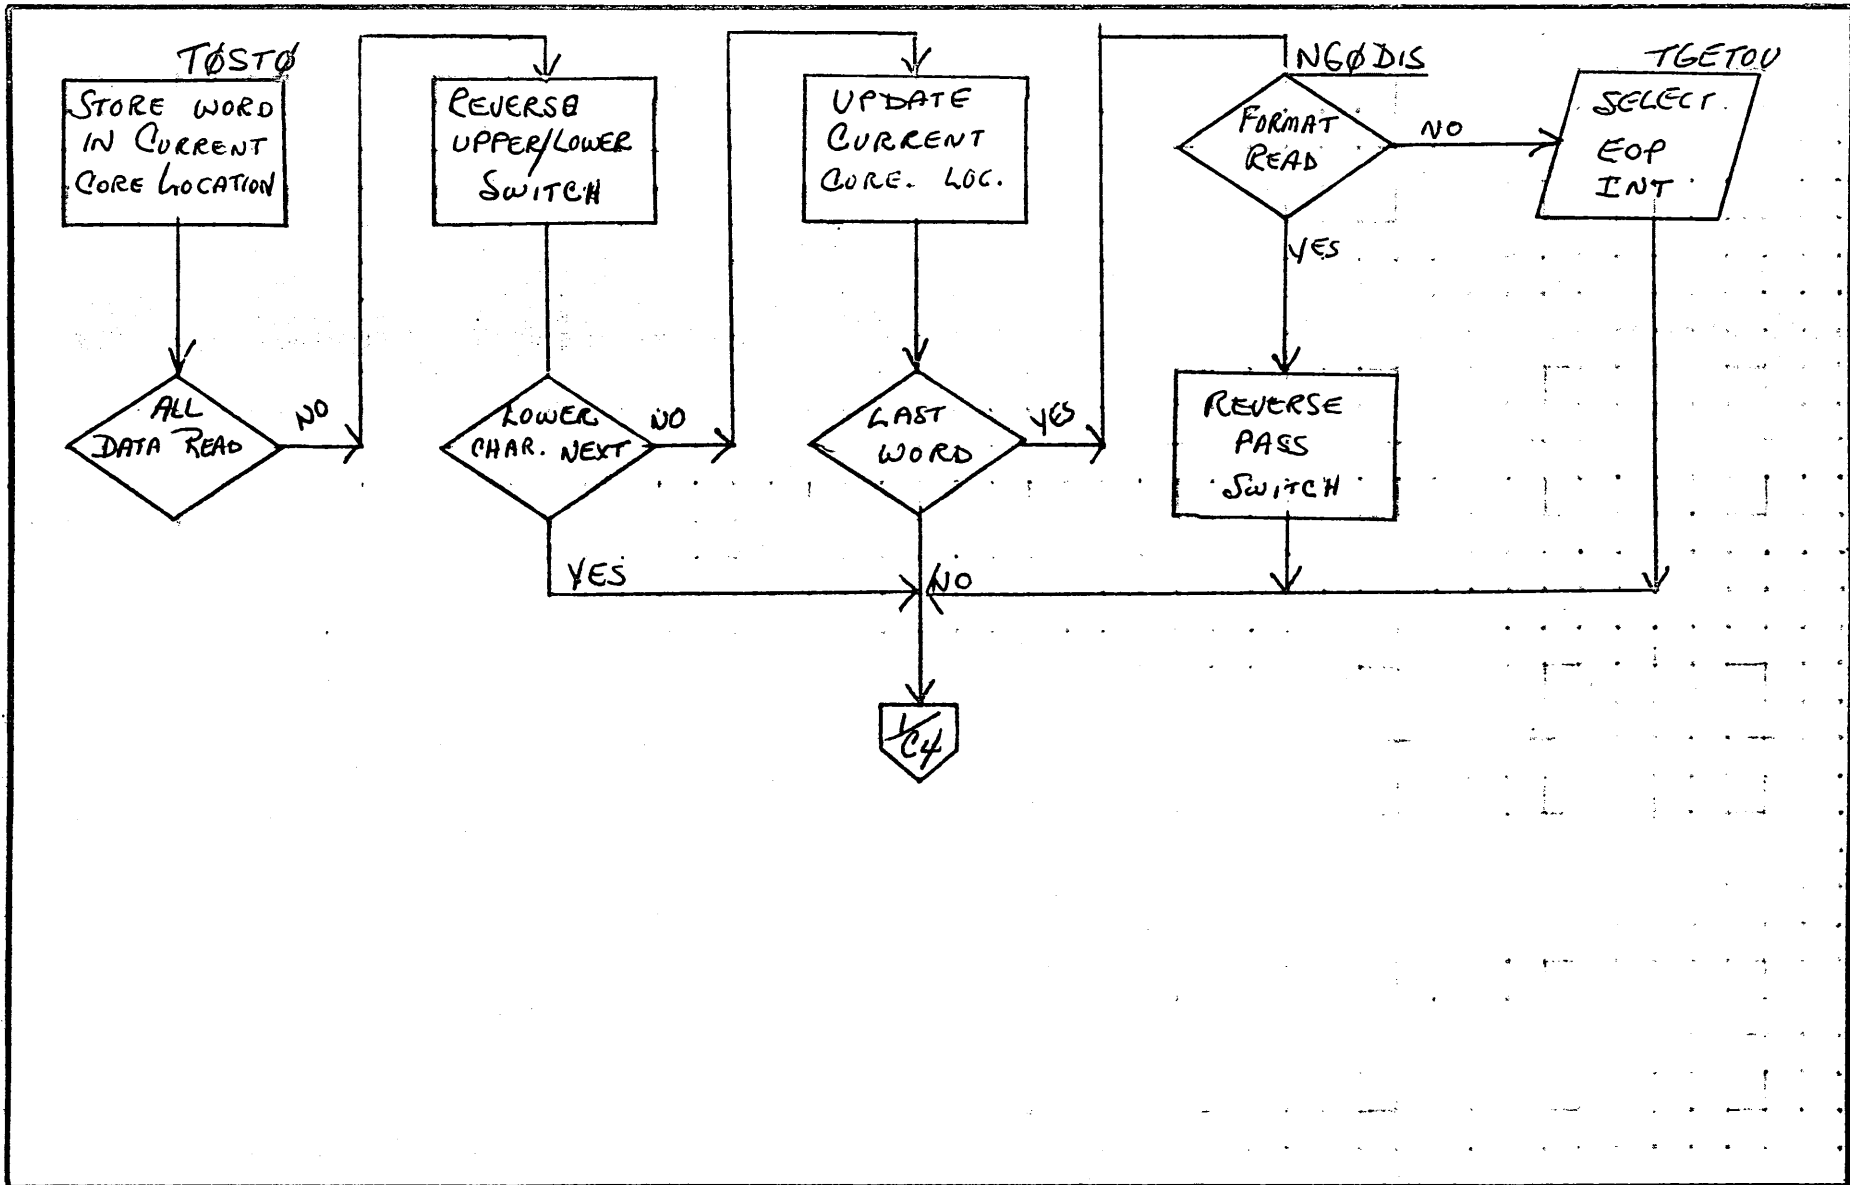 TØSTØ
STORE WORD
IN CURRENT
CORE LOCATION
ALL
DATA READ
NO
REVERSE
UPPER/LOWER
SWITCH
LOWER
CHAR. NEXT
NO
YES
UPDATE
CURRENT
CORE. LOC.
LAST
WORD
YES
NO
NGØDIS
FORMAT
READ
NO
YES
REVERSE
PASS
SWITCH
TGETOU
SELECT
EOP
INT
1/C4